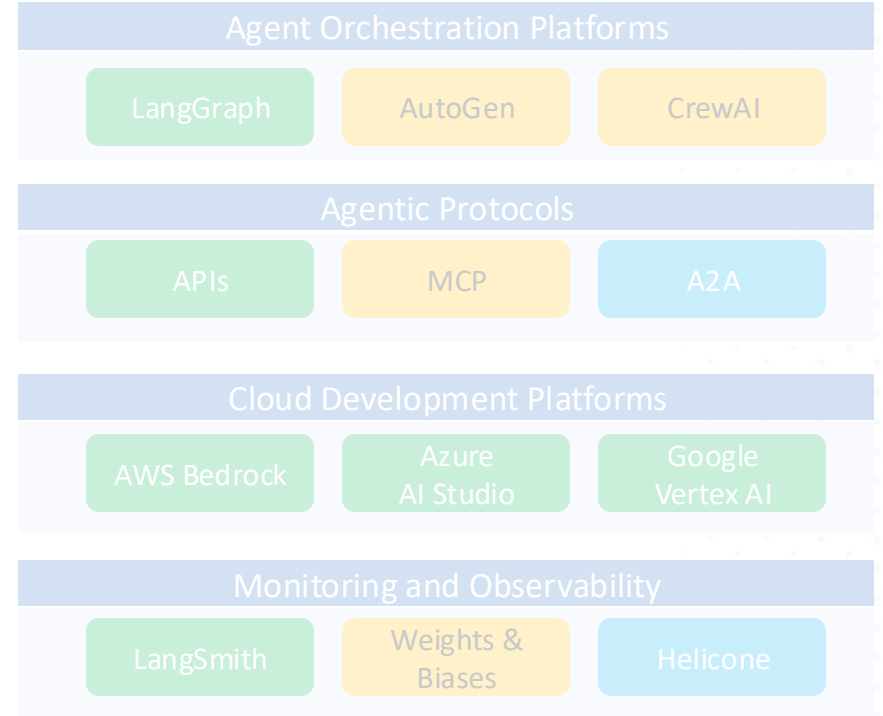 Agent Orchestration Platforms
LangGraph
AutoGen
CrewAI
Agentic Protocols
APIs
MCP
A2A
Cloud Development Platforms
AWS Bedrock
Azure
AI Studio
Google
Vertex AI
Monitoring and Observability
LangSmith
Weights &
Biases
Helicone